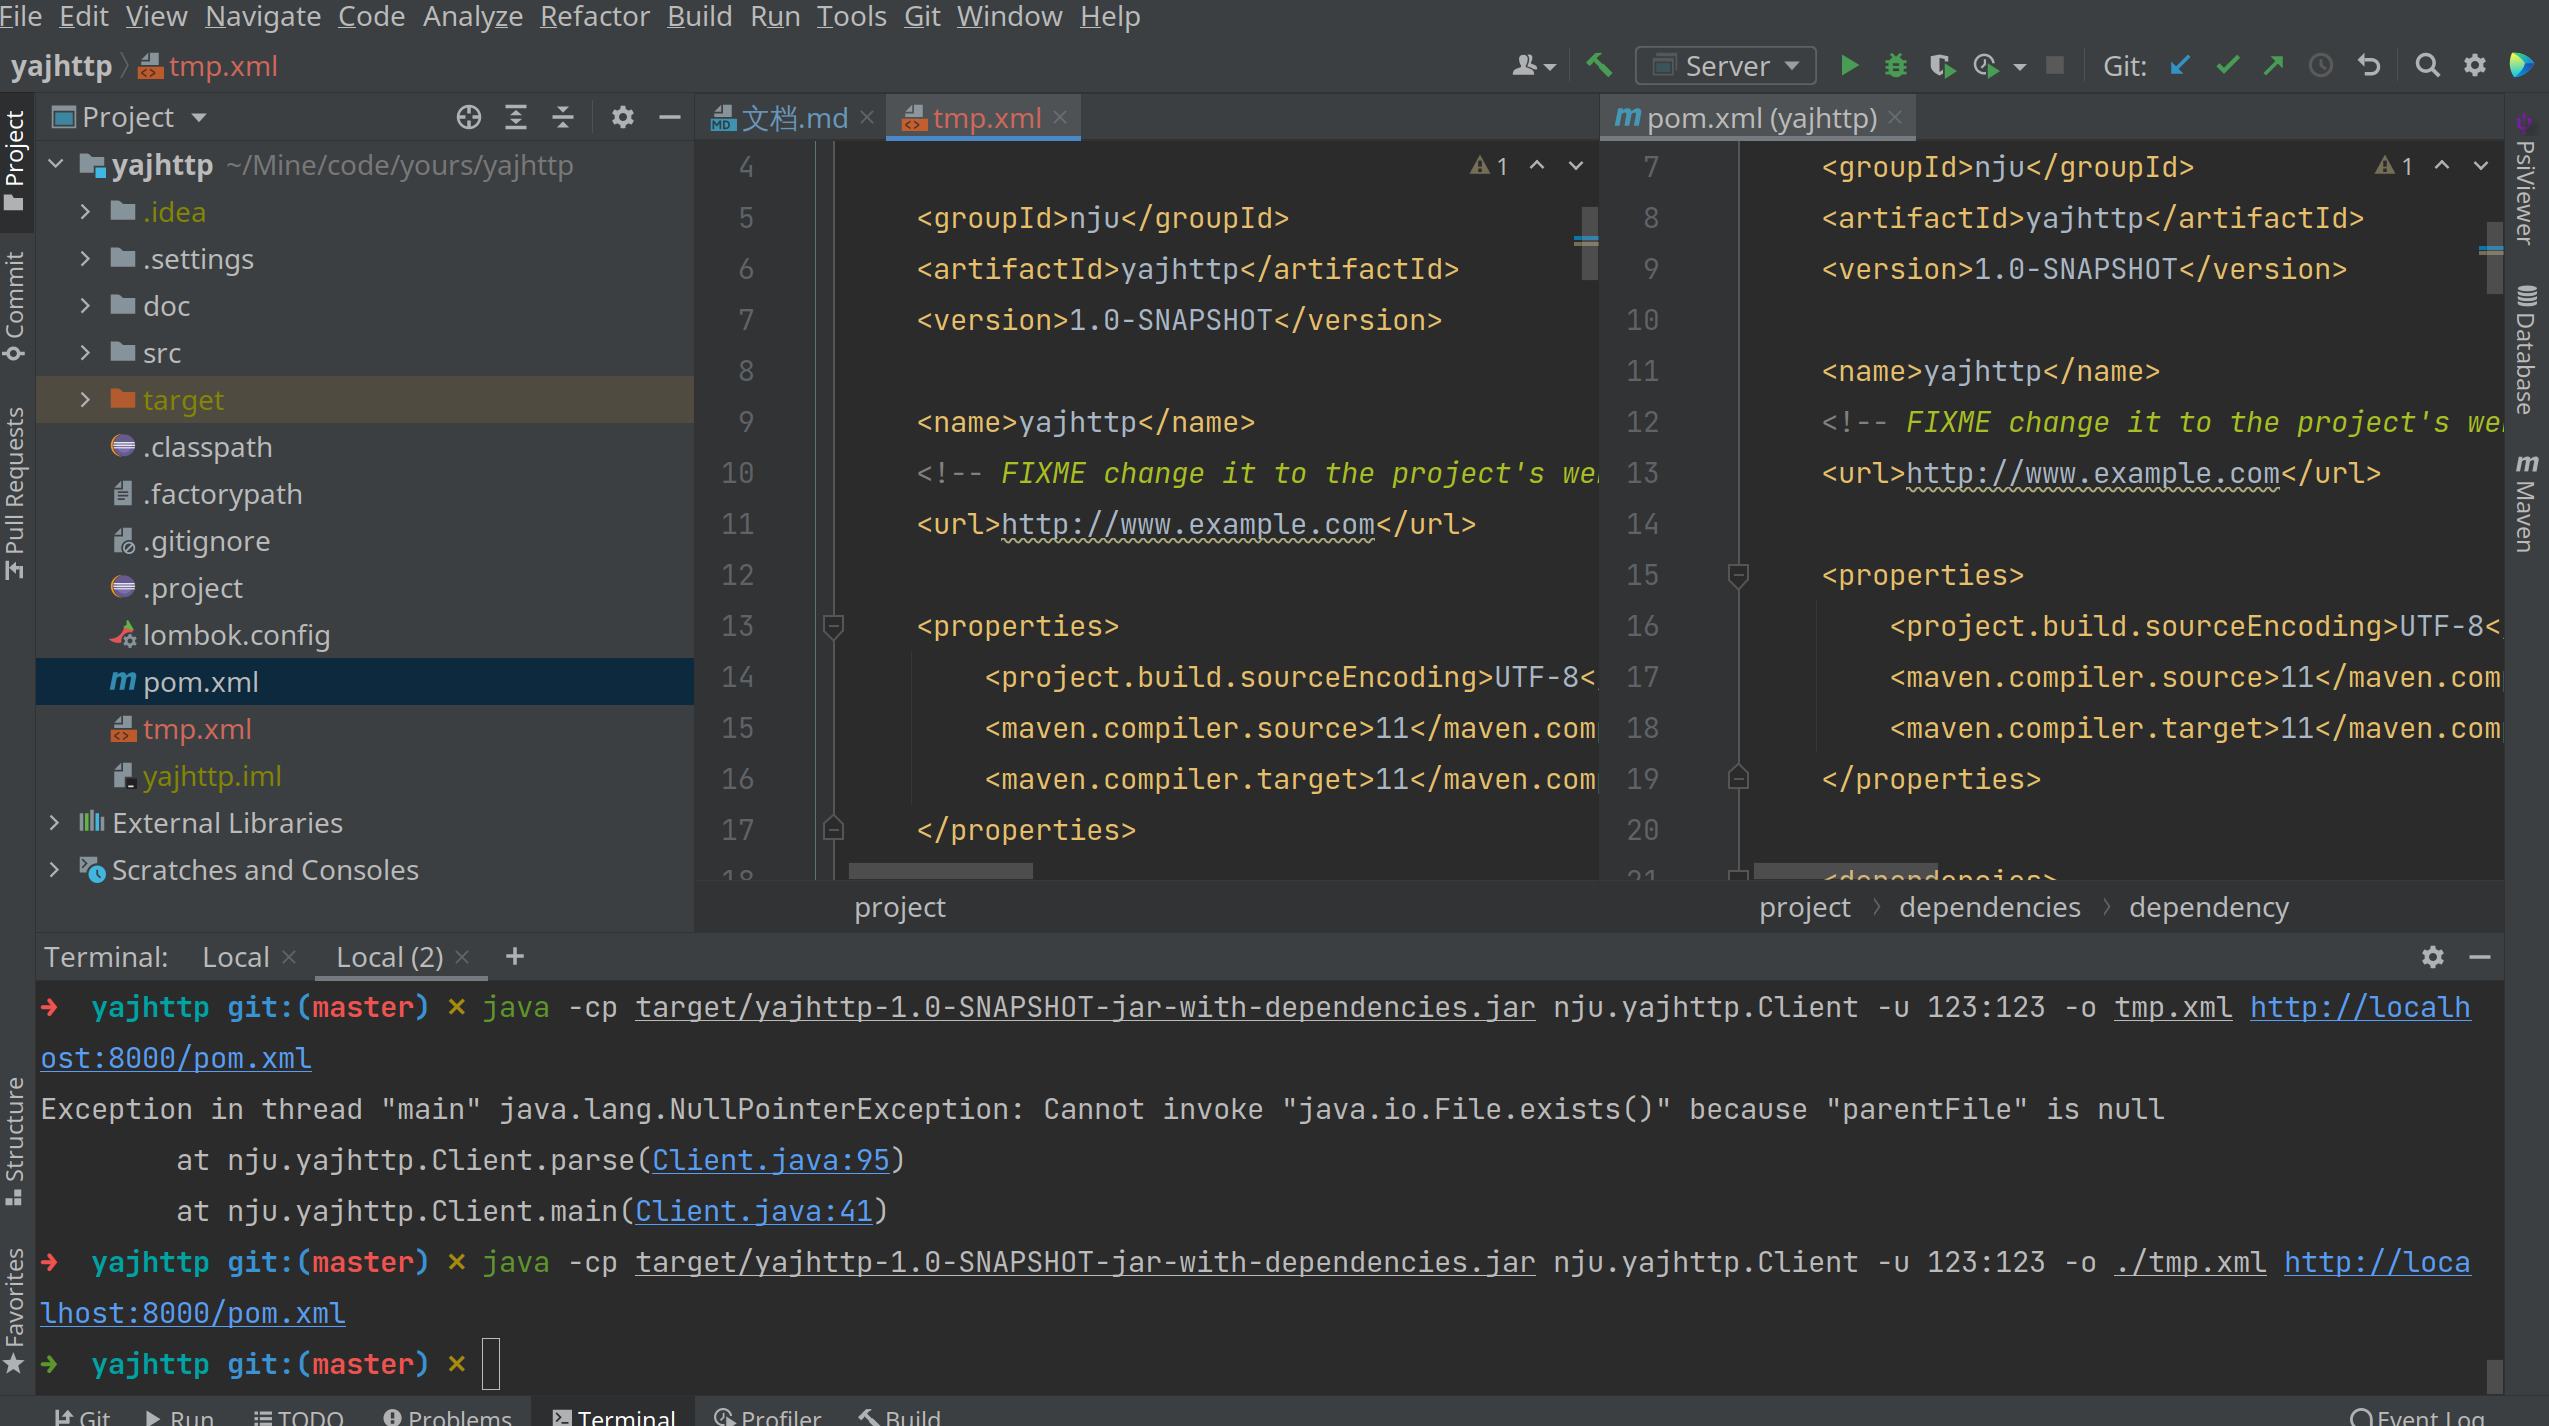 File Edit View Navigate Code Analyze Refactor Build Run Tools Git Window Help
yajhttp tmp.xml Server Git:
Project
文档.md tmp.xml pom.xml (yajhttp)
Project
Commit
Pull Requests
Structure
Favorites
yajhttp ~/Mine/code/yours/yajhttp
.idea
.settings
doc
src
target
.classpath
.factorypath
.gitignore
.project
lombok.config
pom.xml
tmp.xml
yajhttp.iml
External Libraries
Scratches and Consoles
4 1
5 <groupId>nju</groupId>
6 <artifactId>yajhttp</artifactId>
7 <version>1.0-SNAPSHOT</version>
8
9 <name>yajhttp</name>
10 <!-- FIXME change it to the project's we
11 <url>http://www.example.com</url>
12
13 <properties>
14 <project.build.sourceEncoding>UTF-8<
15 <maven.compiler.source>11</maven.com
16 <maven.compiler.target>11</maven.com
17 </properties>
18
project
7 <groupId>nju</groupId> 1
8 <artifactId>yajhttp</artifactId>
9 <version>1.0-SNAPSHOT</version>
10
11 <name>yajhttp</name>
12 <!-- FIXME change it to the project's we
13 <url>http://www.example.com</url>
14
15 <properties>
16 <project.build.sourceEncoding>UTF-8<
17 <maven.compiler.source>11</maven.com
18 <maven.compiler.target>11</maven.com
19 </properties>
20
21 <dependencies>
project dependencies dependency
PsiViewer
Database
Maven
Terminal: Local Local (2) +
➜ yajhttp git:(master) ✗ java -cp target/yajhttp-1.0-SNAPSHOT-jar-with-dependencies.jar nju.yajhttp.Client -u 123:123 -o tmp.xml http://localh
ost:8000/pom.xml
Exception in thread "main" java.lang.NullPointerException: Cannot invoke "java.io.File.exists()" because "parentFile" is null
at nju.yajhttp.Client.parse(Client.java:95)
at nju.yajhttp.Client.main(Client.java:41)
➜ yajhttp git:(master) ✗ java -cp target/yajhttp-1.0-SNAPSHOT-jar-with-dependencies.jar nju.yajhttp.Client -u 123:123 -o ./tmp.xml http://loca
lhost:8000/pom.xml
➜ yajhttp git:(master) ✗
Git Run TODO Problems Terminal Profiler Build Event Log